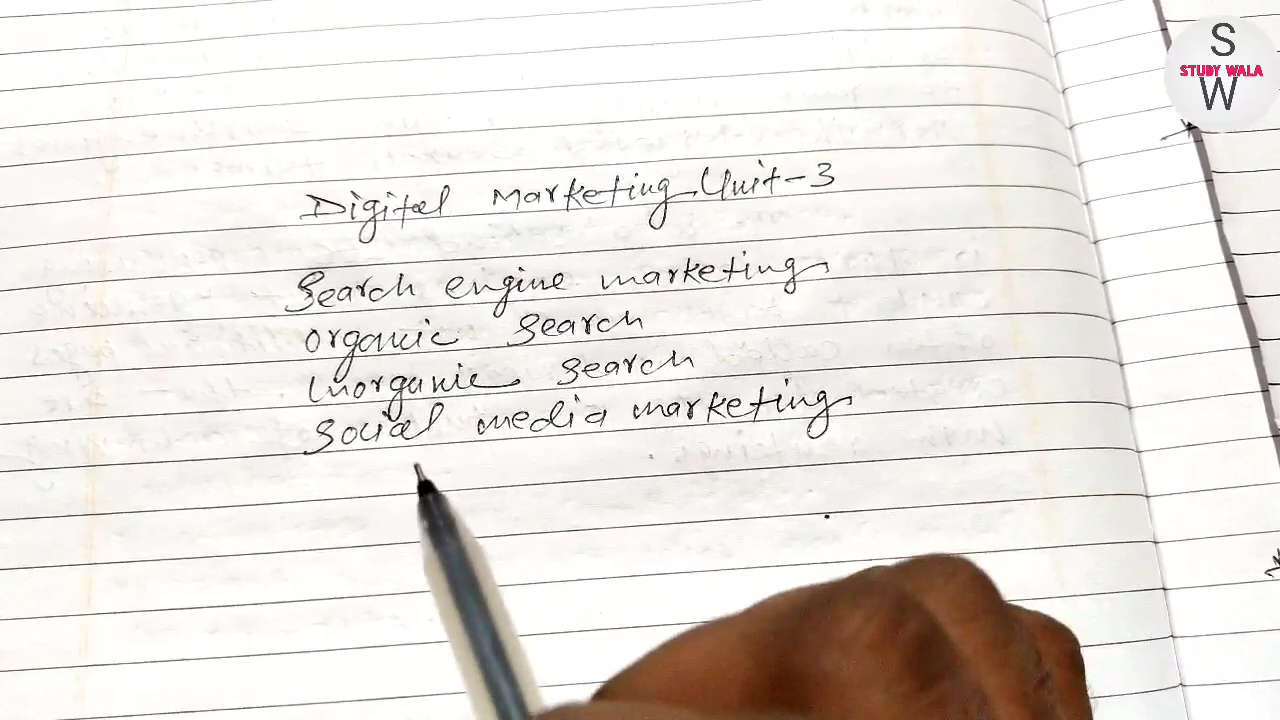 S
STUDY WALA
W
Digital Marketing Unit-3
Search engine marketing
organic search
Inorganic search
Social media marketing